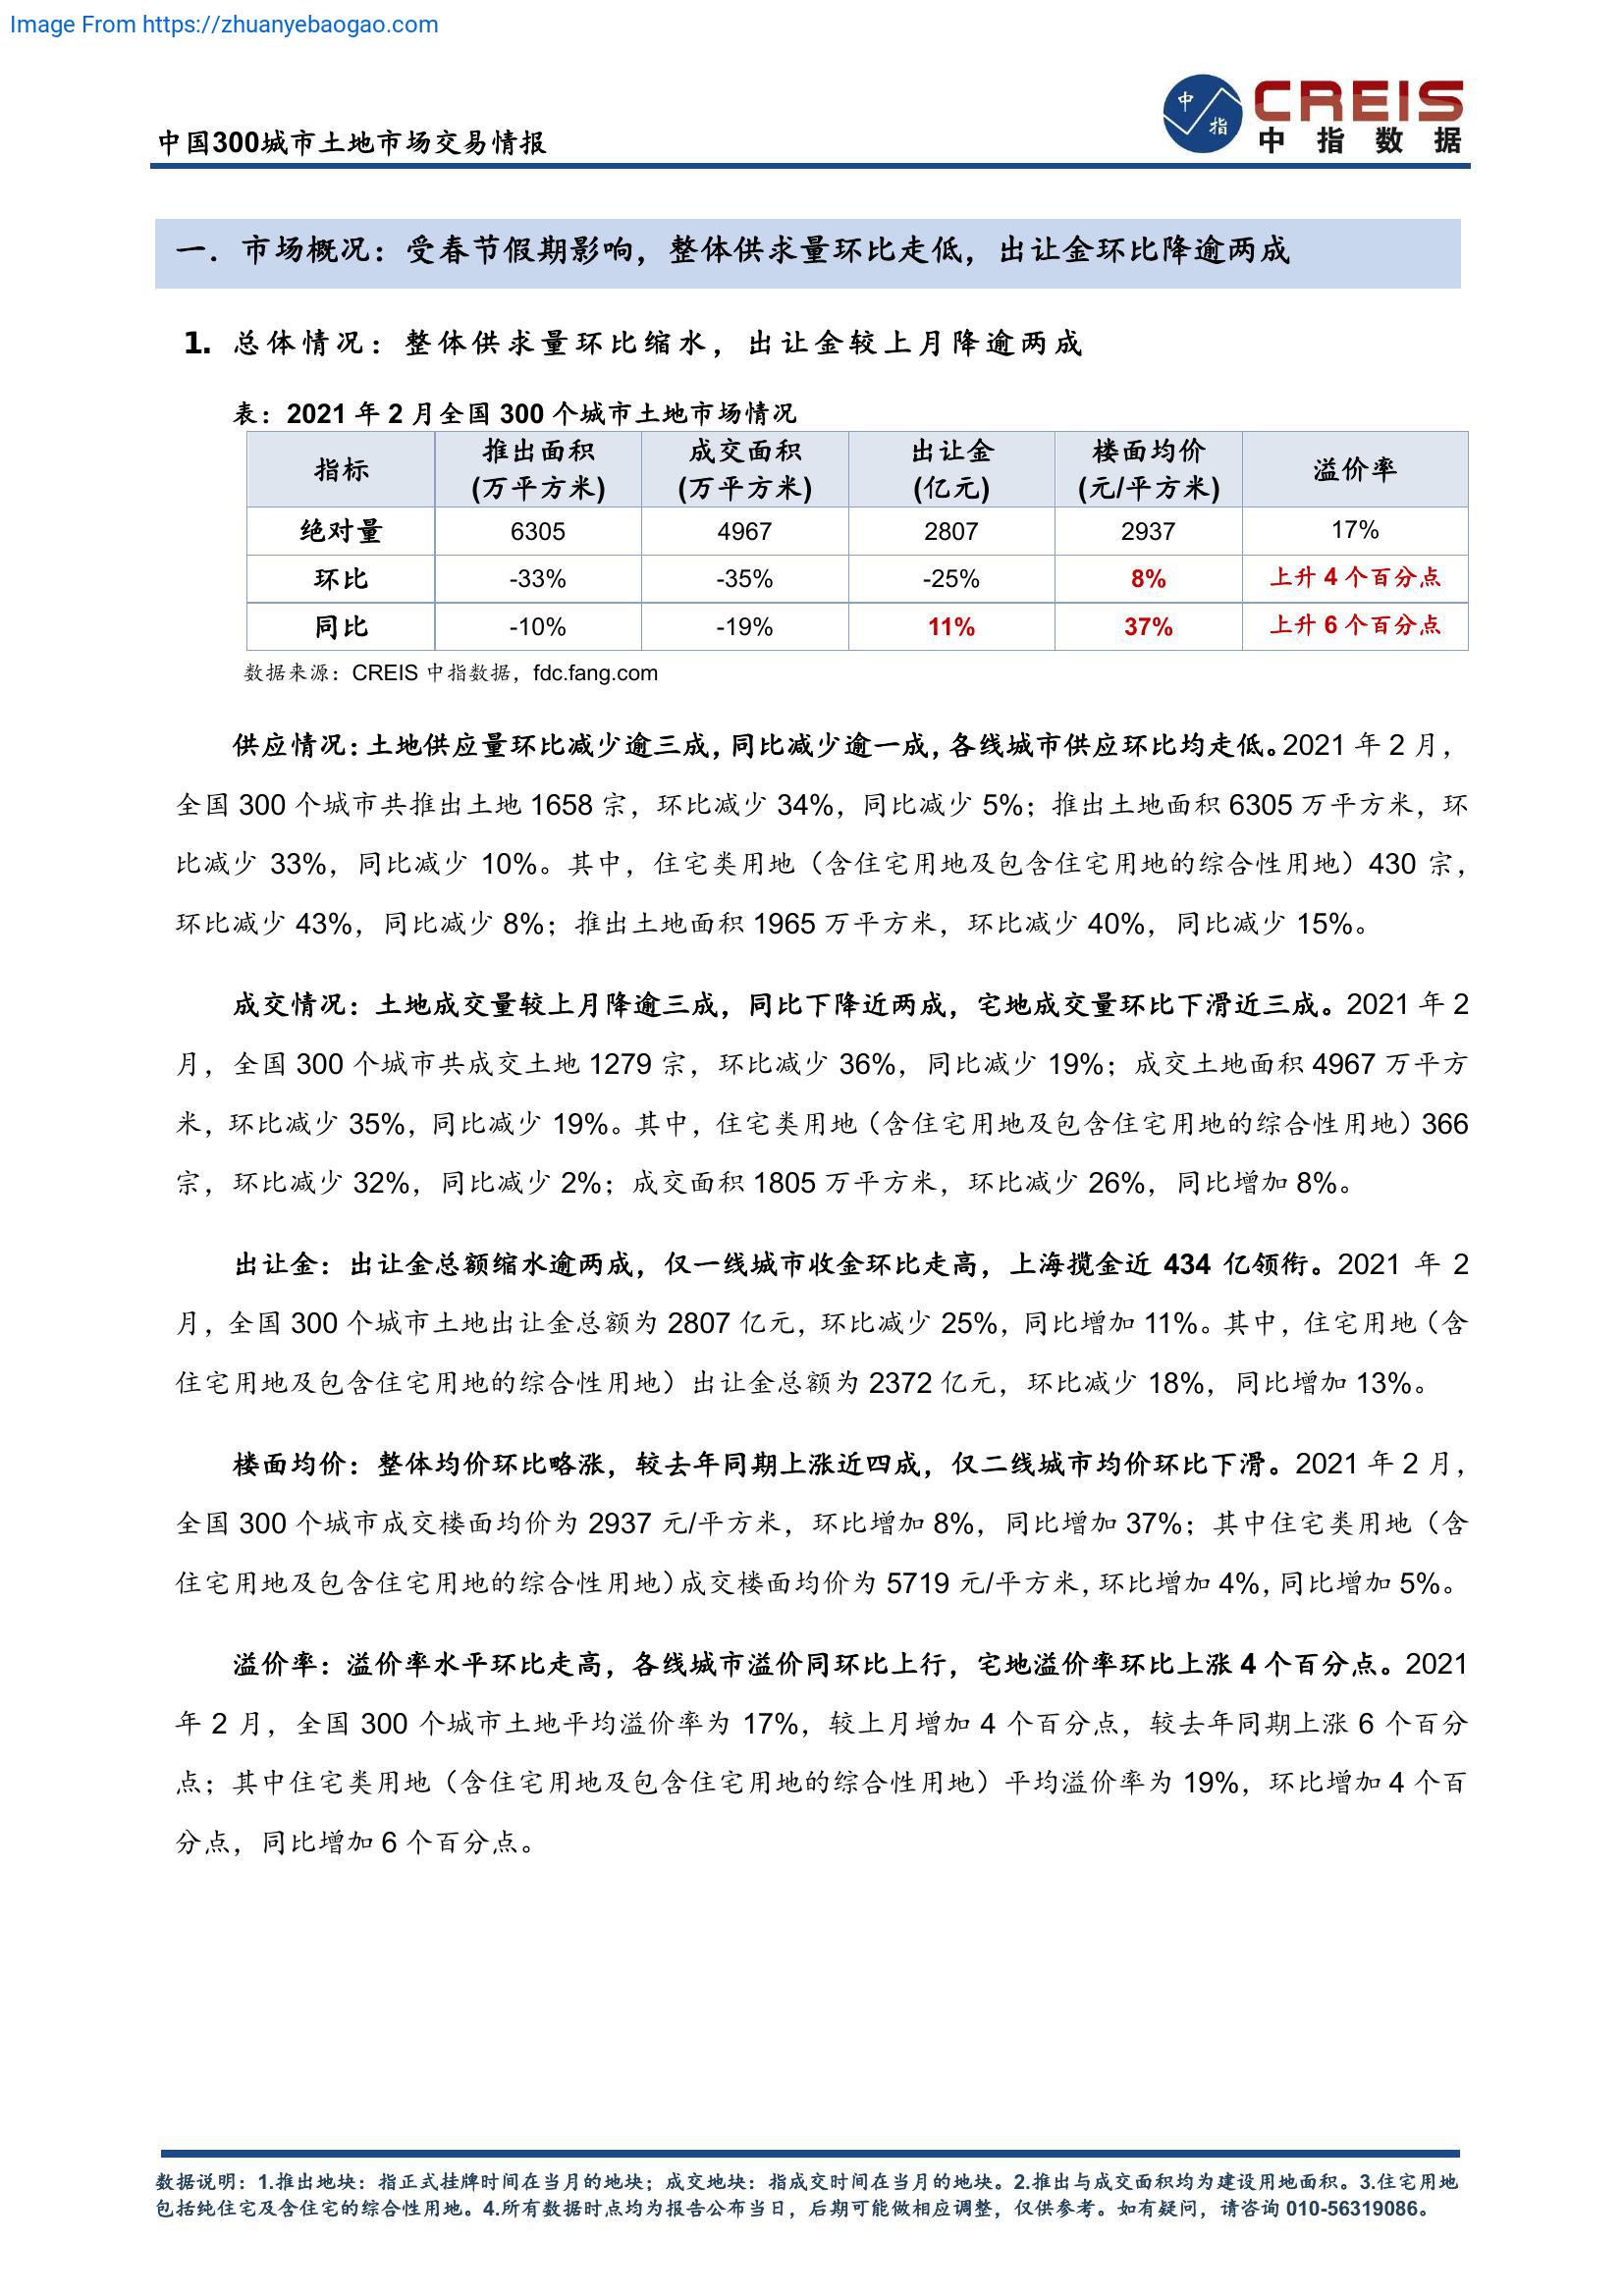 Image From https://zhuanyebaogao.com
中指
CREIS
中指数据
中国300城市土地市场交易情报
一. 市场概况：受春节假期影响，整体供求量环比走低，出让金环比降逾两成
1. 总体情况：整体供求量环比缩水，出让金较上月降逾两成
表：2021 年 2 月全国 300 个城市土地市场情况
指标 推出面积(万平方米) 成交面积(万平方米) 出让金(亿元) 楼面均价(元/平方米) 溢价率
绝对量 6305 4967 2807 2937 17%
环比 -33% -35% -25% 8% 上升 4 个百分点
同比 -10% -19% 11% 37% 上升 6 个百分点
数据来源：CREIS 中指数据，fdc.fang.com
供应情况：土地供应量环比减少逾三成，同比减少逾一成，各线城市供应环比均走低。2021 年 2 月，
全国 300 个城市共推出土地 1658 宗，环比减少 34%，同比减少 5%；推出土地面积 6305 万平方米，环
比减少 33%，同比减少 10%。其中，住宅类用地（含住宅用地及包含住宅用地的综合性用地）430 宗，
环比减少 43%，同比减少 8%；推出土地面积 1965 万平方米，环比减少 40%，同比减少 15%。
成交情况：土地成交量较上月降逾三成，同比下降近两成，宅地成交量环比下滑近三成。2021 年 2
月，全国 300 个城市共成交土地 1279 宗，环比减少 36%，同比减少 19%；成交土地面积 4967 万平方
米，环比减少 35%，同比减少 19%。其中，住宅类用地（含住宅用地及包含住宅用地的综合性用地）366
宗，环比减少 32%，同比减少 2%；成交面积 1805 万平方米，环比减少 26%，同比增加 8%。
出让金：出让金总额缩水逾两成，仅一线城市收金环比走高，上海揽金近 434 亿领衔。2021 年 2
月，全国 300 个城市土地出让金总额为 2807 亿元，环比减少 25%，同比增加 11%。其中，住宅用地（含
住宅用地及包含住宅用地的综合性用地）出让金总额为 2372 亿元，环比减少 18%，同比增加 13%。
楼面均价：整体均价环比略涨，较去年同期上涨近四成，仅二线城市均价环比下滑。2021 年 2 月，
全国 300 个城市成交楼面均价为 2937 元/平方米，环比增加 8%，同比增加 37%；其中住宅类用地（含
住宅用地及包含住宅用地的综合性用地）成交楼面均价为 5719 元/平方米，环比增加 4%，同比增加 5%。
溢价率：溢价率水平环比走高，各线城市溢价同环比上行，宅地溢价率环比上涨 4 个百分点。2021
年 2 月，全国 300 个城市土地平均溢价率为 17%，较上月增加 4 个百分点，较去年同期上涨 6 个百分
点；其中住宅类用地（含住宅用地及包含住宅用地的综合性用地）平均溢价率为 19%，环比增加 4 个百
分点，同比增加 6 个百分点。
数据说明：1.推出地块：指正式挂牌时间在当月的地块；成交地块：指成交时间在当月的地块。2.推出与成交面积均为建设用地面积。3.住宅用地
包括纯住宅及含住宅的综合性用地。4.所有数据时点均为报告公布当日，后期可能做相应调整，仅供参考。如有疑问，请咨询 010-56319086。